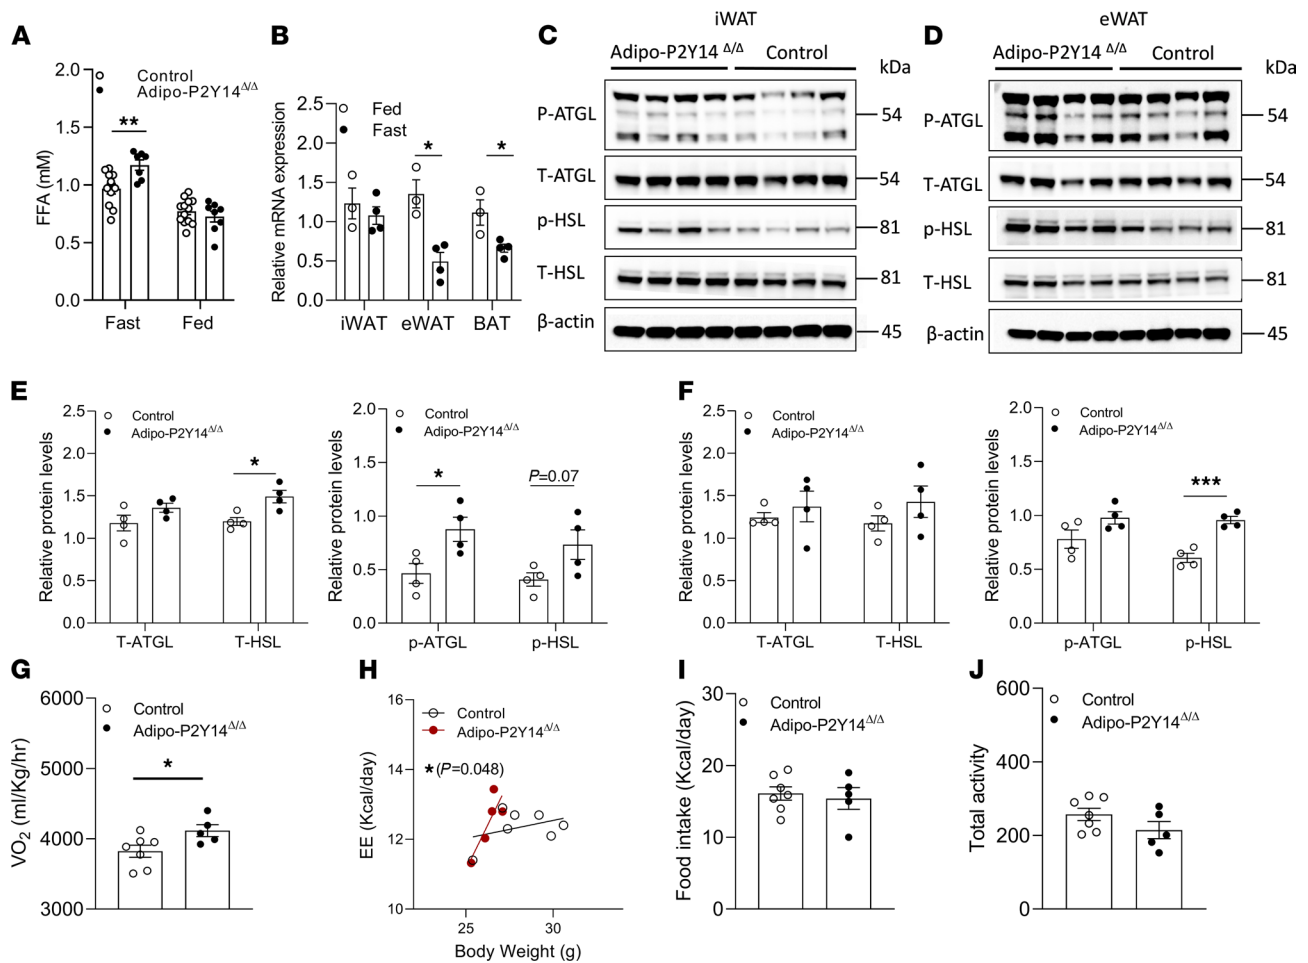 A
FFA (mM)
2.0
1.5
1.0
0.5
0.0
Control
Adipo-P2Y14Δ/Δ
**
Fast
Fed
B
Relative mRNA expression
2.5
2.0
1.5
1.0
0.5
0.0
Fed
Fast
*
*
iWAT
eWAT
BAT
C
iWAT
Adipo-P2Y14 Δ/Δ
Control
kDa
P-ATGL
54
T-ATGL
54
p-HSL
81
T-HSL
81
β-actin
45
D
eWAT
Adipo-P2Y14 Δ/Δ
Control
kDa
P-ATGL
54
T-ATGL
54
p-HSL
81
T-HSL
81
β-actin
45
E
Relative protein levels
2.5
2.0
1.5
1.0
0.5
0.0
Control
Adipo-P2Y14Δ/Δ
*
T-ATGL
T-HSL
Relative protein levels
2.0
1.5
1.0
0.5
0.0
Control
Adipo-P2Y14Δ/Δ
*
P=0.07
p-ATGL
p-HSL
F
Relative protein levels
2.5
2.0
1.5
1.0
0.5
0.0
Control
Adipo-P2Y14Δ/Δ
T-ATGL
T-HSL
Relative protein levels
2.0
1.5
1.0
0.5
0.0
Control
Adipo-P2Y14Δ/Δ
***
p-ATGL
p-HSL
G
VO2 (ml/Kg/hr)
6000
5000
4000
3000
Control
Adipo-P2Y14Δ/Δ
*
H
EE (Kcal/day)
16
14
12
10
Control
Adipo-P2Y14Δ/Δ
*(P=0.048)
25
30
Body Weight (g)
I
Food intake (Kcal/day)
30
20
10
0
Control
Adipo-P2Y14Δ/Δ
J
Total activity
600
400
200
0
Control
Adipo-P2Y14Δ/Δ